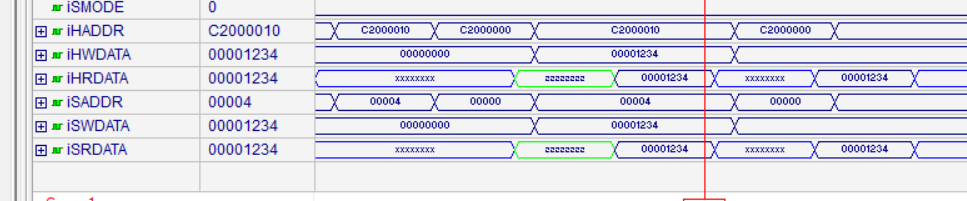 iSMODE 0
iHADDR C2000010 C2000010 C2000000 C2000010 C2000000
iHWDATA 00001234 00000000 00001234
iHRDATA 00001234 xxxxxxxx zzzzzzzz 00001234 xxxxxxxx 00001234
iSADDR 00004 00004 00000 00004 00000
iSWDATA 00001234 00000000 00001234
iSRDATA 00001234 xxxxxxxx zzzzzzzz 00001234 xxxxxxxx 00001234